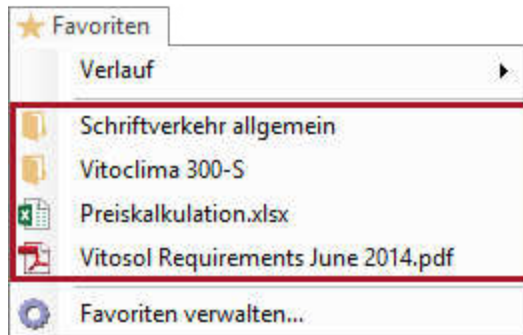 Favoriten
Verlauf
Schriftverkehr allgemein
Vitoclima 300-S
Preiskalkulation.xlsx
Vitosol Requirements June 2014.pdf
Favoriten verwalten...